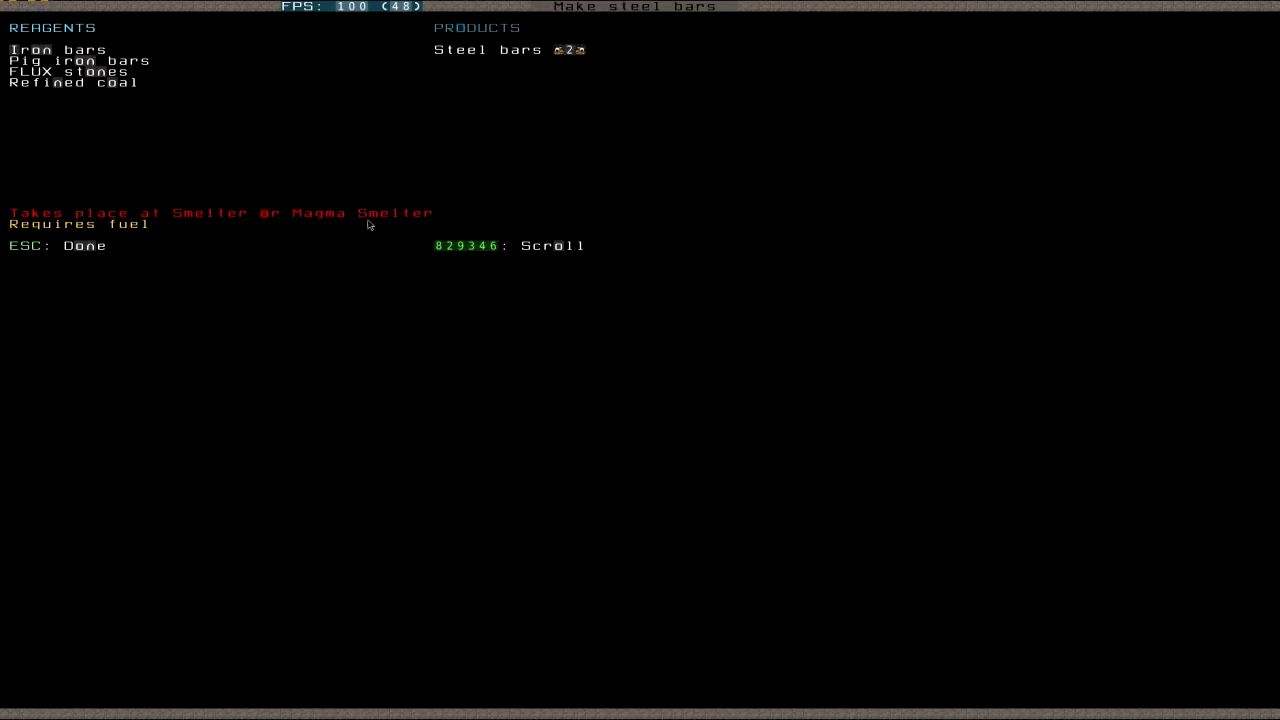 FPS: 100 (48) Make steel bars
REAGENTS PRODUCTS
Iron bars Steel bars 2
Pig iron bars
FLUX stones
Refined coal
Takes place at Smelter or Magma Smelter
Requires fuel
ESC: Done 829346: Scroll